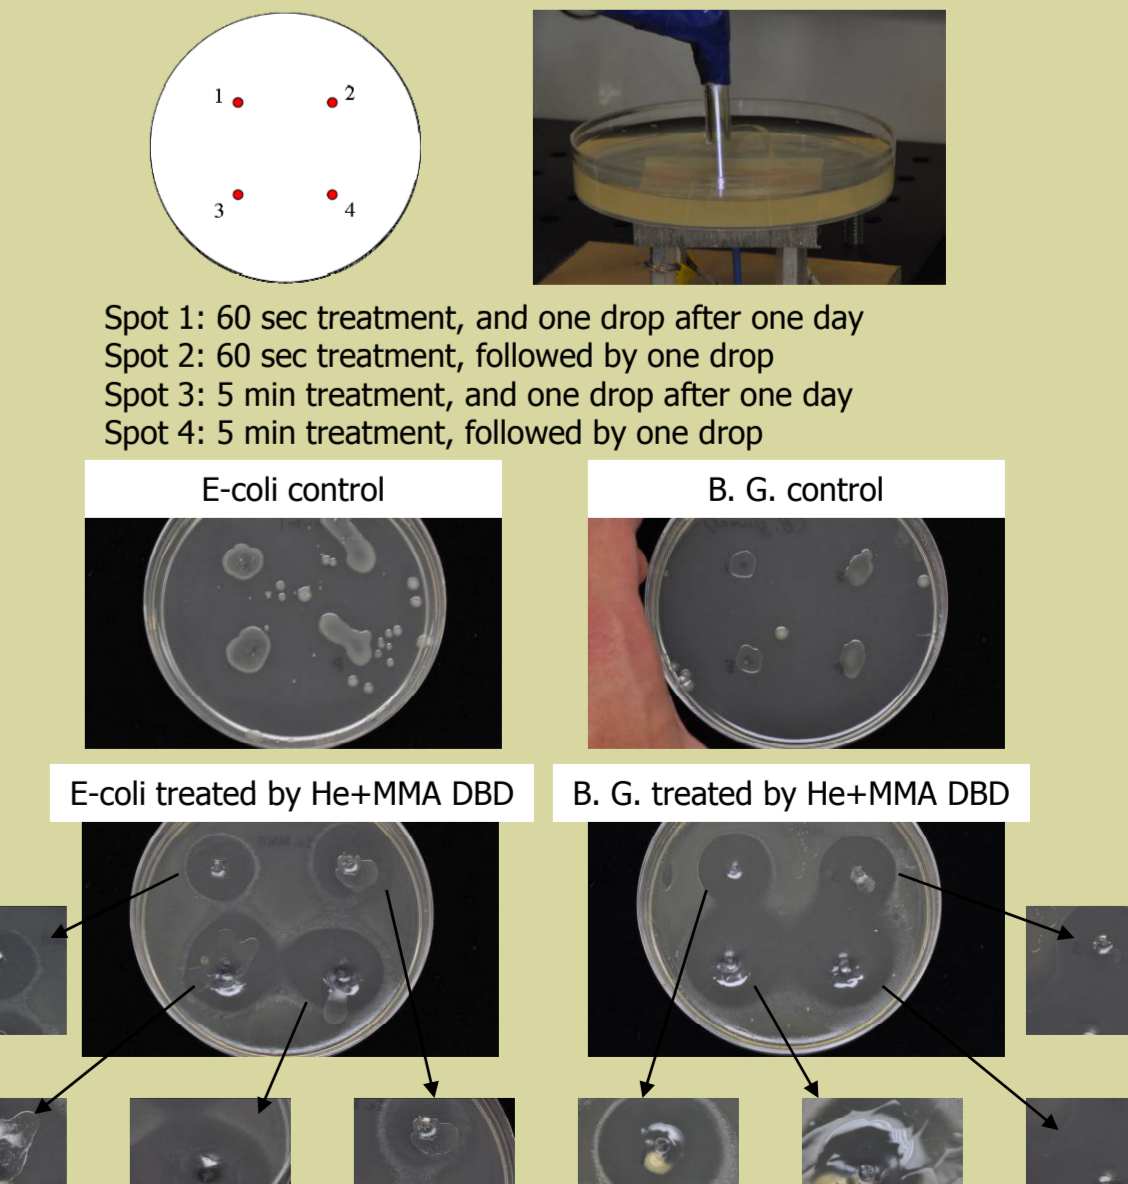 1
2
3
4
Spot 1: 60 sec treatment, and one drop after one day
Spot 2: 60 sec treatment, followed by one drop
Spot 3: 5 min treatment, and one drop after one day
Spot 4: 5 min treatment, followed by one drop
E-coli control
B. G. control
E-coli treated by He+MMA DBD
B. G. treated by He+MMA DBD